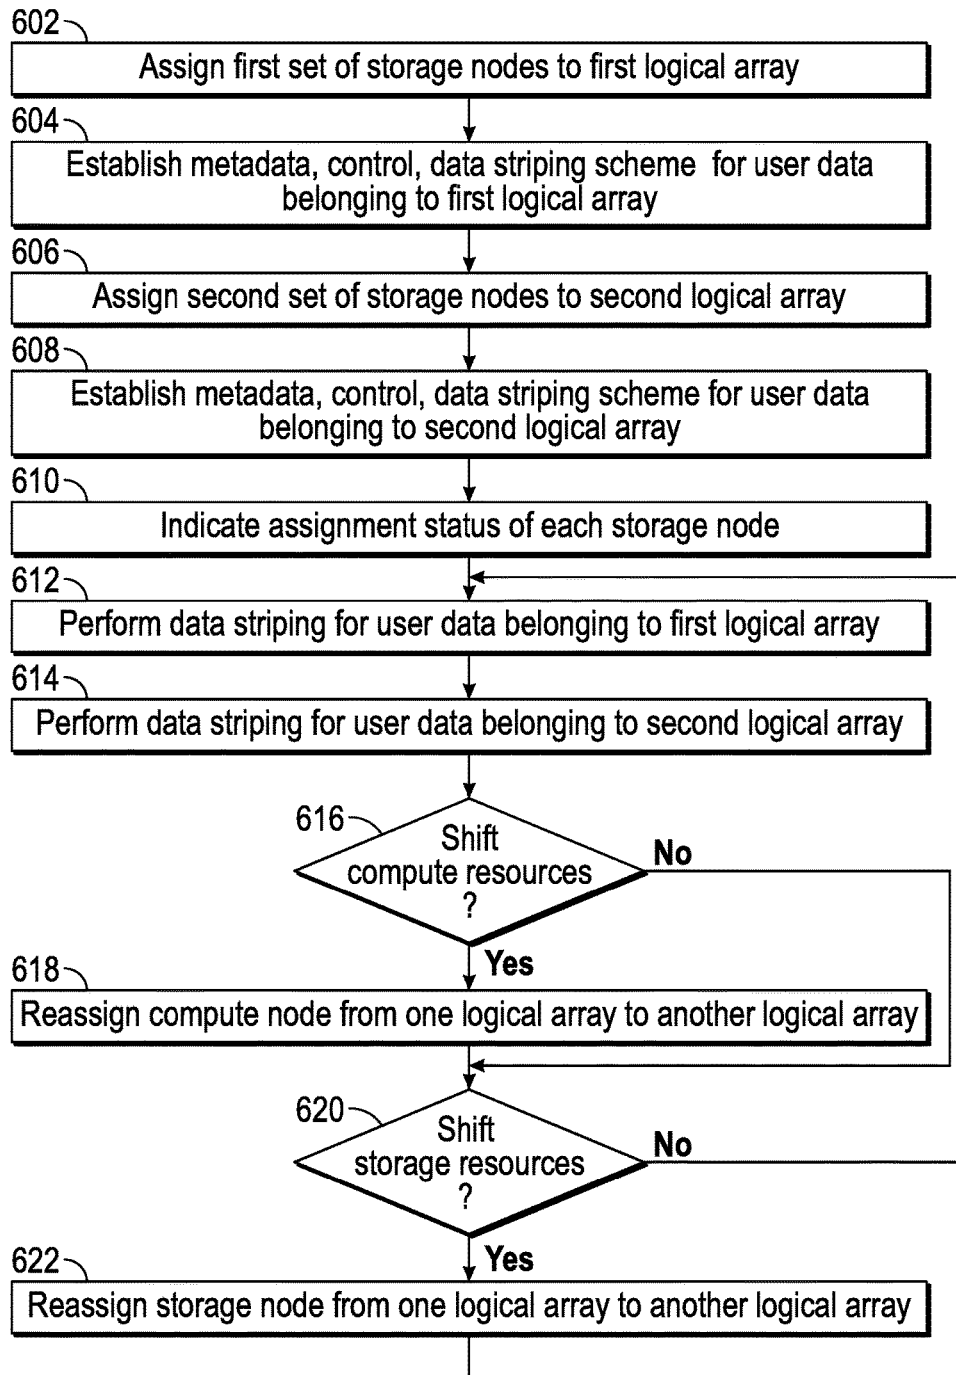 602
Assign first set of storage nodes to first logical array
604
Establish metadata, control, data striping scheme for user data
belonging to first logical array
606
Assign second set of storage nodes to second logical array
608
Establish metadata, control, data striping scheme for user data
belonging to second logical array
610
Indicate assignment status of each storage node
612
Perform data striping for user data belonging to first logical array
614
Perform data striping for user data belonging to second logical array
616
Shift
compute resources
?
No
Yes
618
Reassign compute node from one logical array to another logical array
620
Shift
storage resources
?
No
Yes
622
Reassign storage node from one logical array to another logical array